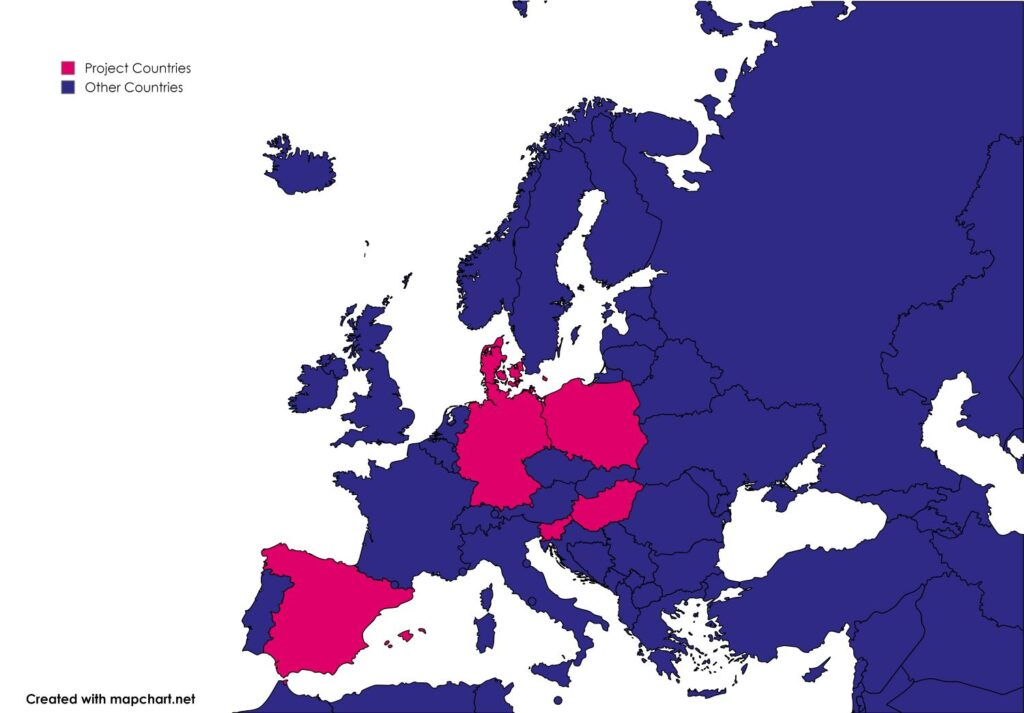 Project Countries
Other Countries
Created with mapchart.net